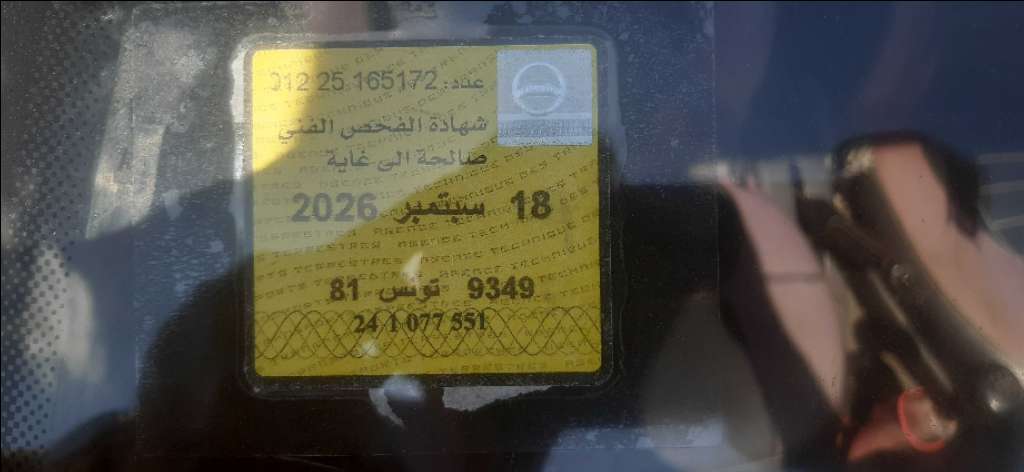 عدد: 165172 25 012
شهادة الفحص الفني
صالحة الى غاية
18 سبتمبر 2026
9349 تونس 81
24 1 077 551